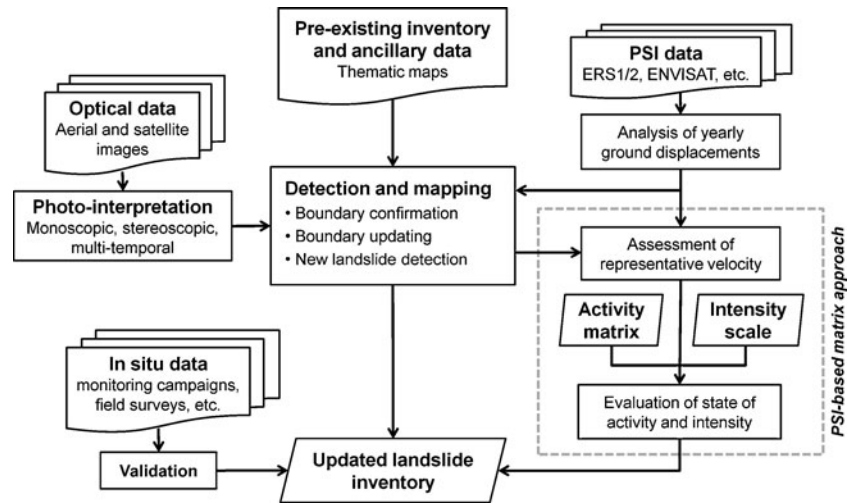 Pre-existing inventory
and ancillary data
Thematic maps
PSI data
ERS1/2, ENVISAT, etc.
Optical data
Aerial and satellite
images
Analysis of yearly
ground displacements
Photo-interpretation
Monoscopic, stereoscopic,
multi-temporal
Detection and mapping
• Boundary confirmation
• Boundary updating
• New landslide detection
Assessment of
representative velocity
Activity
matrix
Intensity
scale
Evaluation of state of
activity and intensity
PSI-based matrix approach
In situ data
monitoring campaigns,
field surveys, etc.
Validation
Updated landslide
inventory